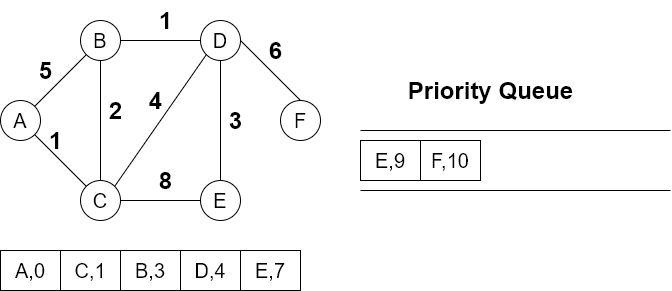 1
B
D
6
5
Priority Queue
4
2
3
A
F
1
E,9 F,10
8
C
E
A,0 C,1 B,3 D,4 E,7